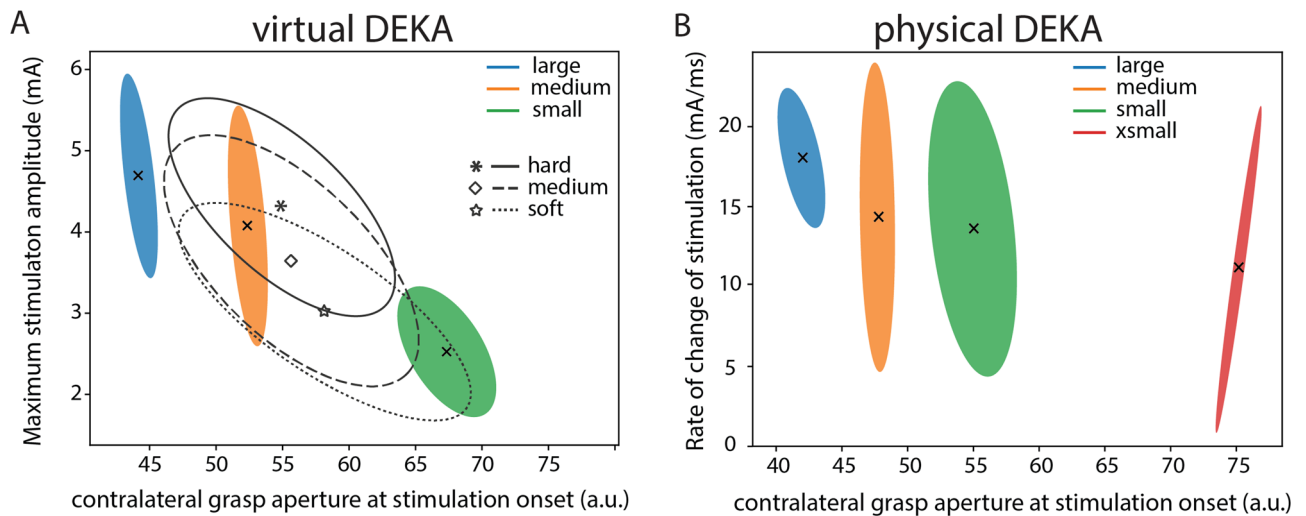 A
virtual DEKA
Maximum stimulaton amplitude (mA)
6
5
4
3
2
large
medium
small
hard
medium
soft
45
50
55
60
65
70
75
contralateral grasp aperture at stimulation onset (a.u.)
B
physical DEKA
Rate of change of stimulation (mA/ms)
20
15
10
5
0
large
medium
small
xsmall
40
45
50
55
60
65
70
75
contralateral grasp aperture at stimulation onset (a.u.)